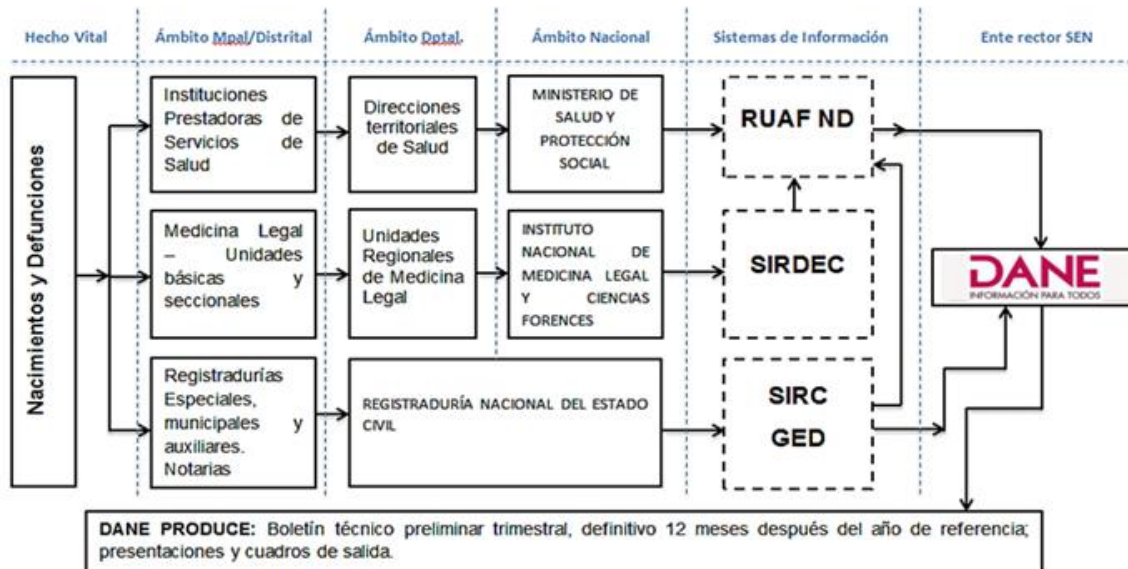 Hecho Vital
Ámbito Mpal/Distrital
Ámbito Dptal.
Ámbito Nacional
Sistemas de Información
Ente rector SEN
Nacimientos y Defunciones
Instituciones
Prestadoras de
Servicios de
Salud
Direcciones
territoriales
de Salud
MINISTERIO DE
SALUD Y
PROTECCIÓN
SOCIAL
RUAF ND
Medicina Legal
– Unidades
básicas y
seccionales
Unidades
Regionales
de Medicina
Legal
INSTITUTO
NACIONAL DE
MEDICINA LEGAL
Y CIENCIAS
FORENCES
SIRDEC
DANE
INFORMACIÓN PARA TODOS
Registradurías
Especiales,
municipales y
auxiliares.
Notarias
REGISTRADURÍA NACIONAL DEL ESTADO
CIVIL
SIRC
GED
DANE PRODUCE: Boletín técnico preliminar trimestral, definitivo 12 meses después del año de referencia;
presentaciones y cuadros de salida.